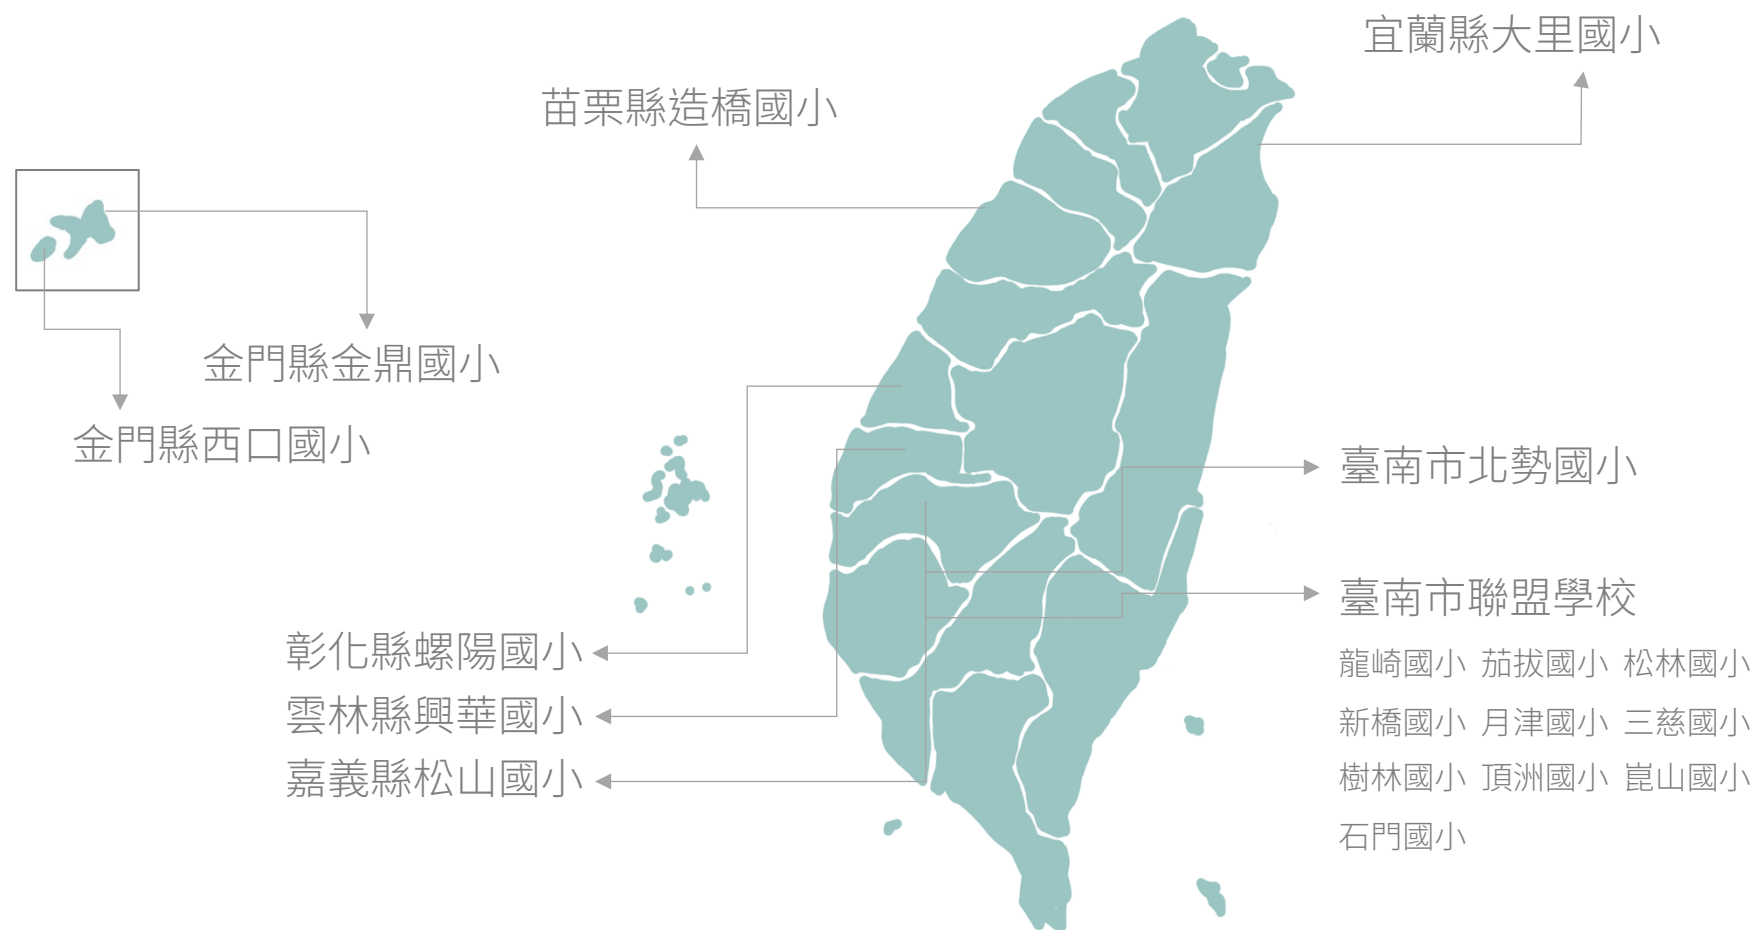 宜蘭縣大里國小
苗栗縣造橋國小
金門縣金鼎國小
金門縣西口國小
臺南市北勢國小
臺南市聯盟學校
龍崎國小 茄拔國小 松林國小
新橋國小 月津國小 三慈國小
樹林國小 頂洲國小 崑山國小
石門國小
彰化縣螺陽國小
雲林縣興華國小
嘉義縣松山國小